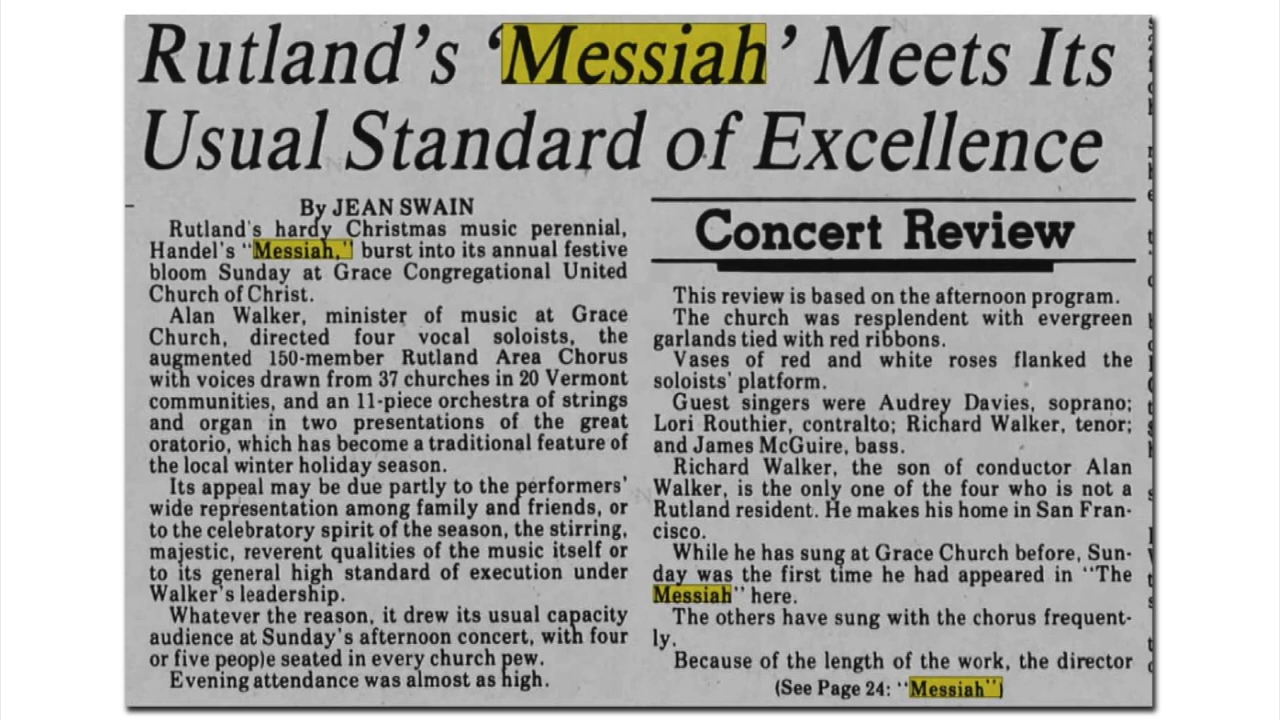 Rutland's 'Messiah' Meets Its
Usual Standard of Excellence
By JEAN SWAIN
Rutland's hardy Christmas music perennial,
Handel's "Messiah," burst into its annual festive
bloom Sunday at Grace Congregational United
Church of Christ.
Alan Walker, minister of music at Grace
Church, directed four vocal soloists, the
augmented 150-member Rutland Area Chorus
with voices drawn from 37 churches in 20 Vermont
communities, and an 11-piece orchestra of strings
and organ in two presentations of the great
oratorio, which has become a traditional feature of
the local winter holiday season.
Its appeal may be due partly to the performers'
wide representation among family and friends, or
to the celebratory spirit of the season, the stirring,
majestic, reverent qualities of the music itself or
to its general high standard of execution under
Walker's leadership.
Whatever the reason, it drew its usual capacity
audience at Sunday's afternoon concert, with four
or five people seated in every church pew.
Evening attendance was almost as high.
Concert Review
This review is based on the afternoon program.
The church was resplendent with evergreen
garlands tied with red ribbons.
Vases of red and white roses flanked the
soloists' platform.
Guest singers were Audrey Davies, soprano;
Lori Routhier, contralto; Richard Walker, tenor;
and James McGuire, bass.
Richard Walker, the son of conductor Alan
Walker, is the only one of the four who is not a
Rutland resident. He makes his home in San Fran-
cisco.
While he has sung at Grace Church before, Sun-
day was the first time he had appeared in "The
Messiah" here.
The others have sung with the chorus frequent-
ly.
Because of the length of the work, the director
(See Page 24: "Messiah")